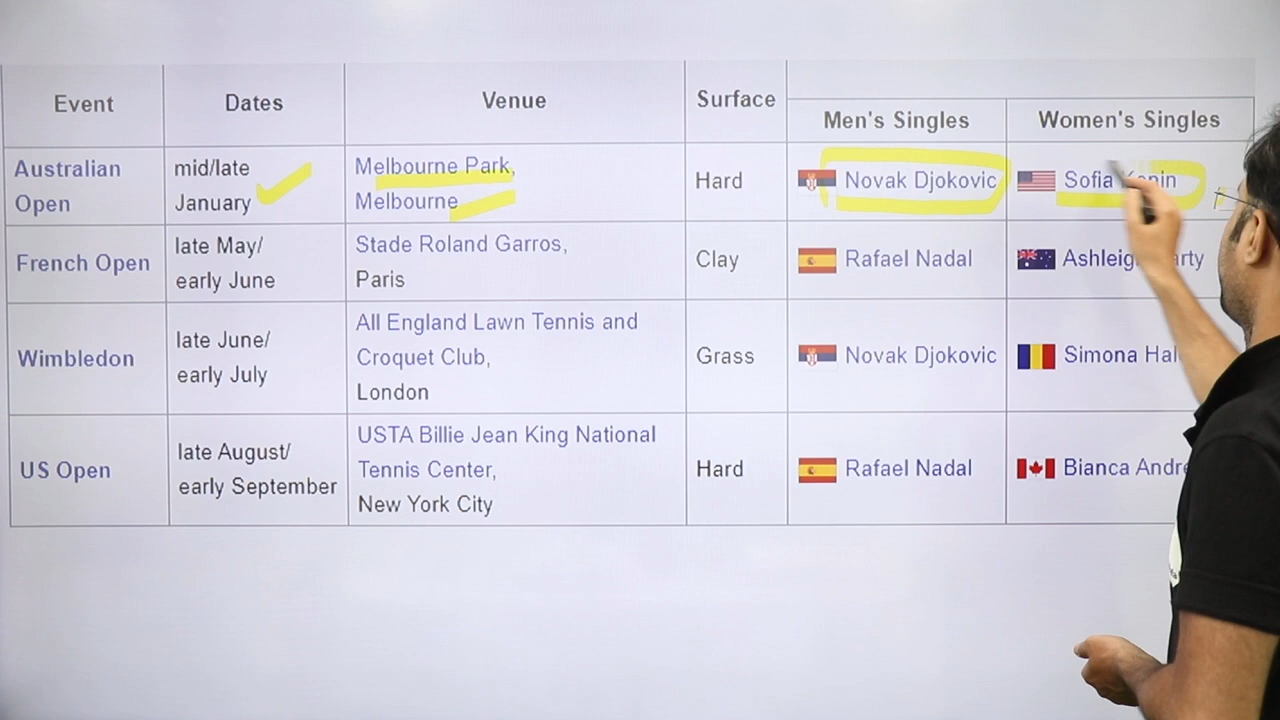 Event
Dates
Venue
Surface
Men's Singles
Women's Singles
Australian
Open
mid/late
January
Melbourne Park,
Melbourne
Hard
Novak Djokovic
Sofia
French Open
late May/
early June
Stade Roland Garros,
Paris
Clay
Rafael Nadal
Wimbledon
late June/
early July
All England Lawn Tennis and
Croquet Club,
London
Grass
Novak Djokovic
Simona
US Open
late August/
early September
USTA Billie Jean King National
Tennis Center,
New York City
Hard
Rafael Nadal
Bianca